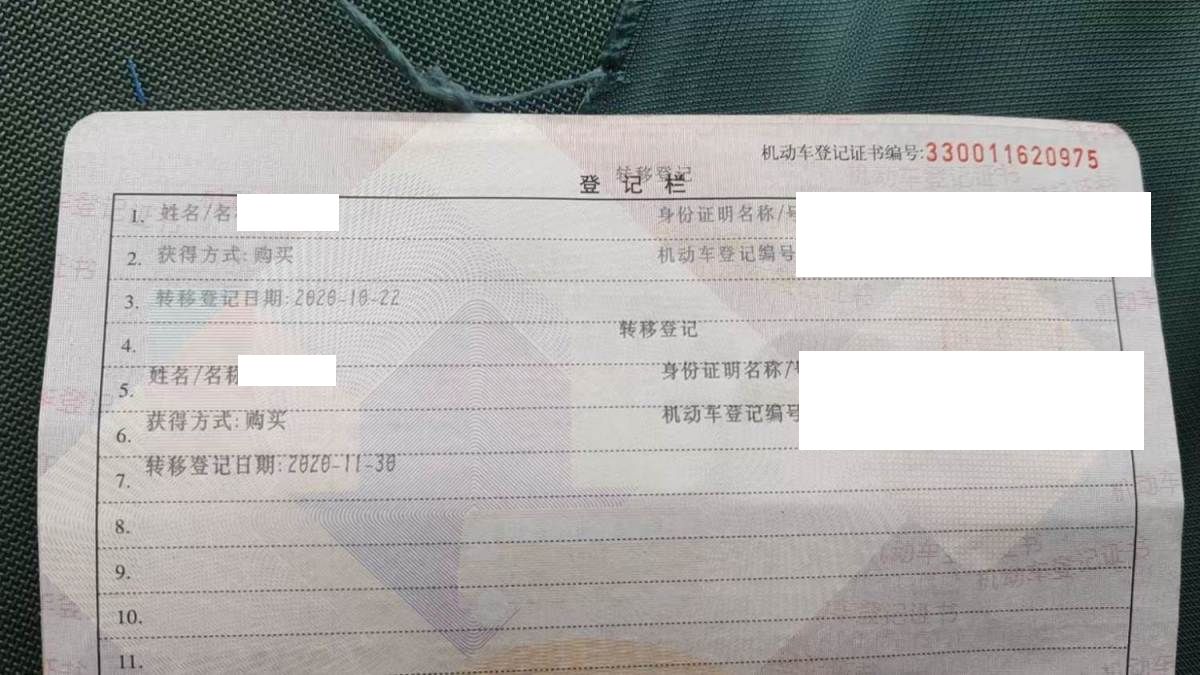 机动车登记证书编号:330011620975
转移登记
登 记 栏
1. 姓名/名 身份证明名称/号
2. 获得方式:购买 机动车登记编号
3. 转移登记日期:2020-10-22
4. 转移登记
5. 姓名/名称 身份证明名称/号
6. 获得方式:购买 机动车登记编号
7. 转移登记日期:2020-11-30
8.
9.
10.
11.